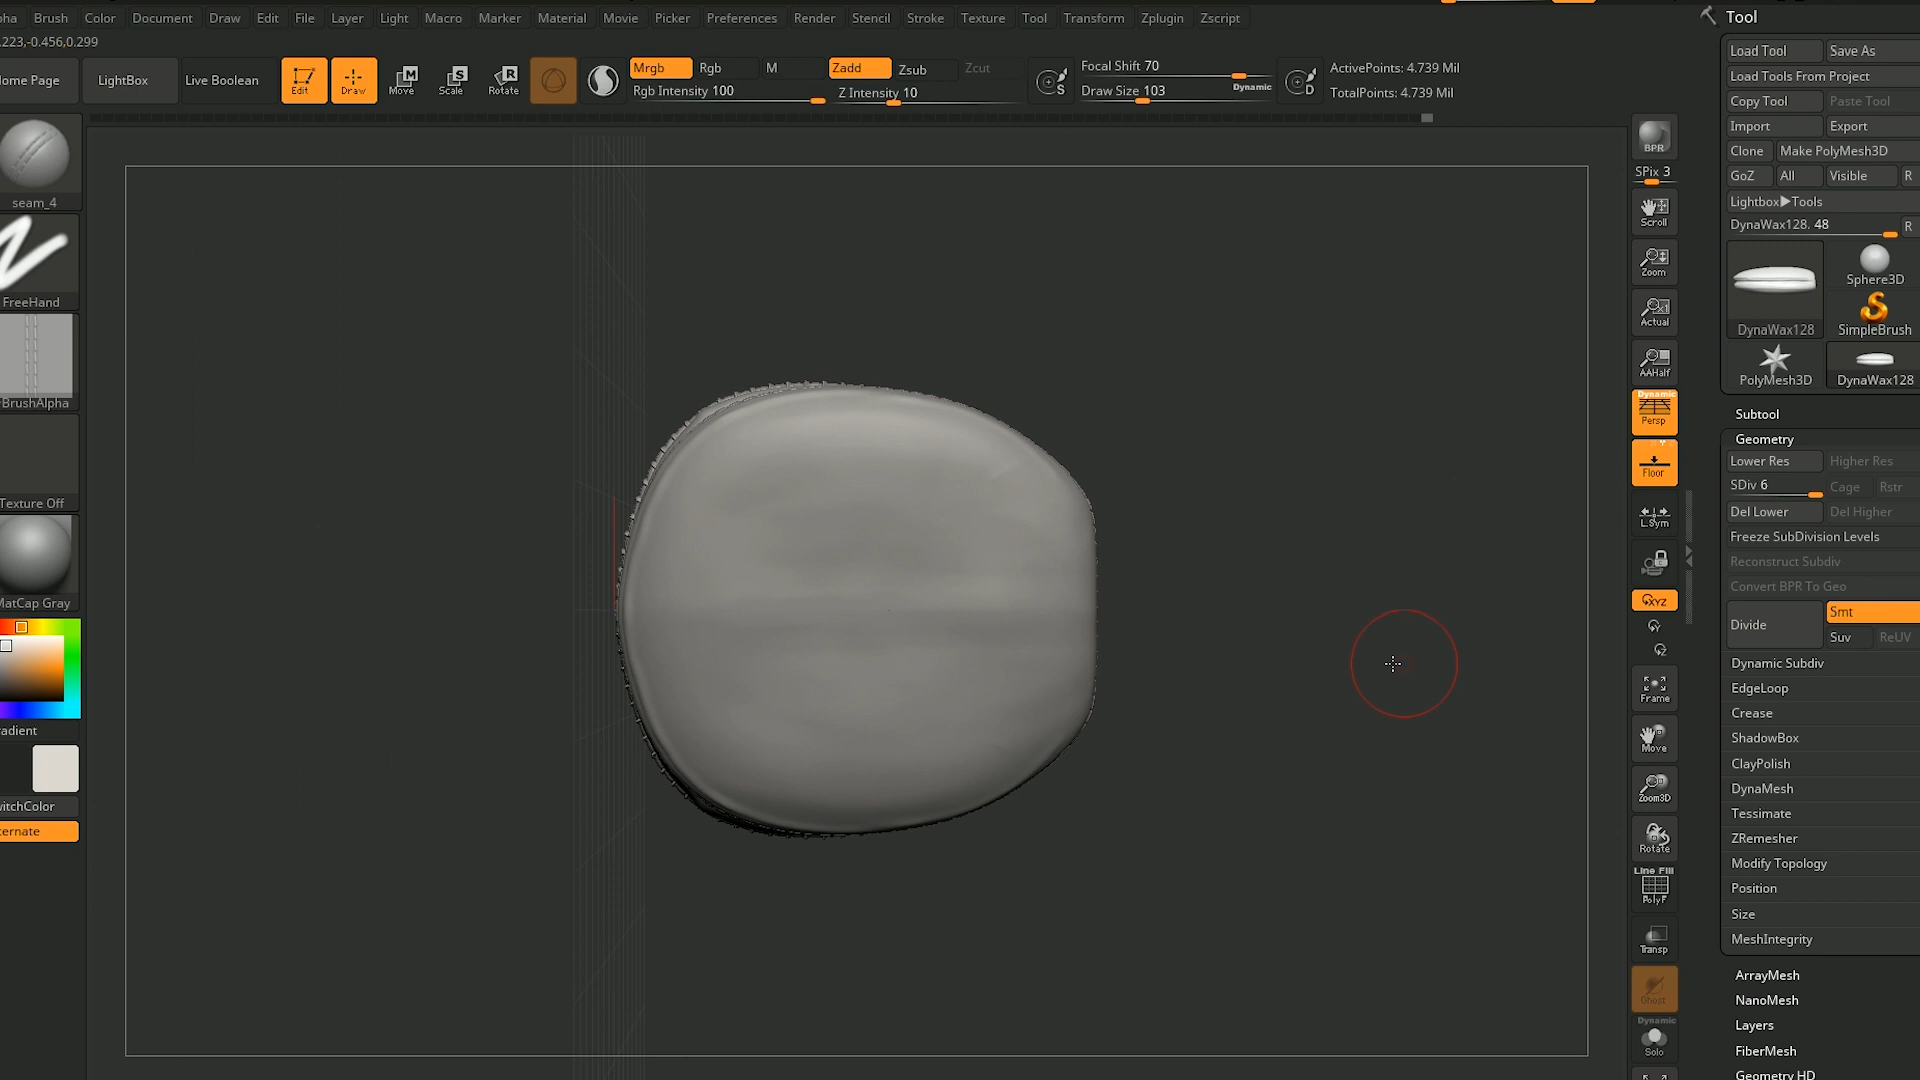 pha Brush Color Document Draw Edit File Layer Light Macro Marker Material Movie Picker Preferences Render Stencil Stroke Texture Tool Transform Zplugin Zscript
.223,-0.456,0.299
ome Page
LightBox
Live Boolean
Edit
Draw
M
Move
S
Scale
R
Rotate
Mrgb Rgb M
Rgb Intensity 100
Zadd Zsub Zcut
Z Intensity 10
S
Focal Shift 70
Draw Size 103
Dynamic
D
ActivePoints: 4.739 Mil
TotalPoints: 4.739 Mil
seam_4
FreeHand
BrushAlpha
Texture Off
MatCap Gray
radient
witchColor
ternate
BPR
SPix 3
Scroll
Zoom
Actual
AAHalf
Dynamic
Persp
Floor
L.Sym
XYZ
Y
Z
Frame
Move
Zoom3D
Rotate
Line Fill
PolyF
Transp
Ghost
Dynamic
Solo
Tool
Load Tool Save As
Load Tools From Project
Copy Tool Paste Tool
Import Export
Clone Make PolyMesh3D
GoZ All Visible R
Lightbox▶Tools
DynaWax128. 48 R
DynaWax128
Sphere3D
SimpleBrush
PolyMesh3D
DynaWax128
Subtool
Geometry
Lower Res Higher Res
SDiv 6 Cage Rstr
Del Lower Del Higher
Freeze SubDivision Levels
Reconstruct Subdiv
Convert BPR To Geo
Divide
Smt
Suv ReUV
Dynamic Subdiv
EdgeLoop
Crease
ShadowBox
ClayPolish
DynaMesh
Tessimate
ZRemesher
Modify Topology
Position
Size
MeshIntegrity
ArrayMesh
NanoMesh
Layers
FiberMesh
Geometry HD